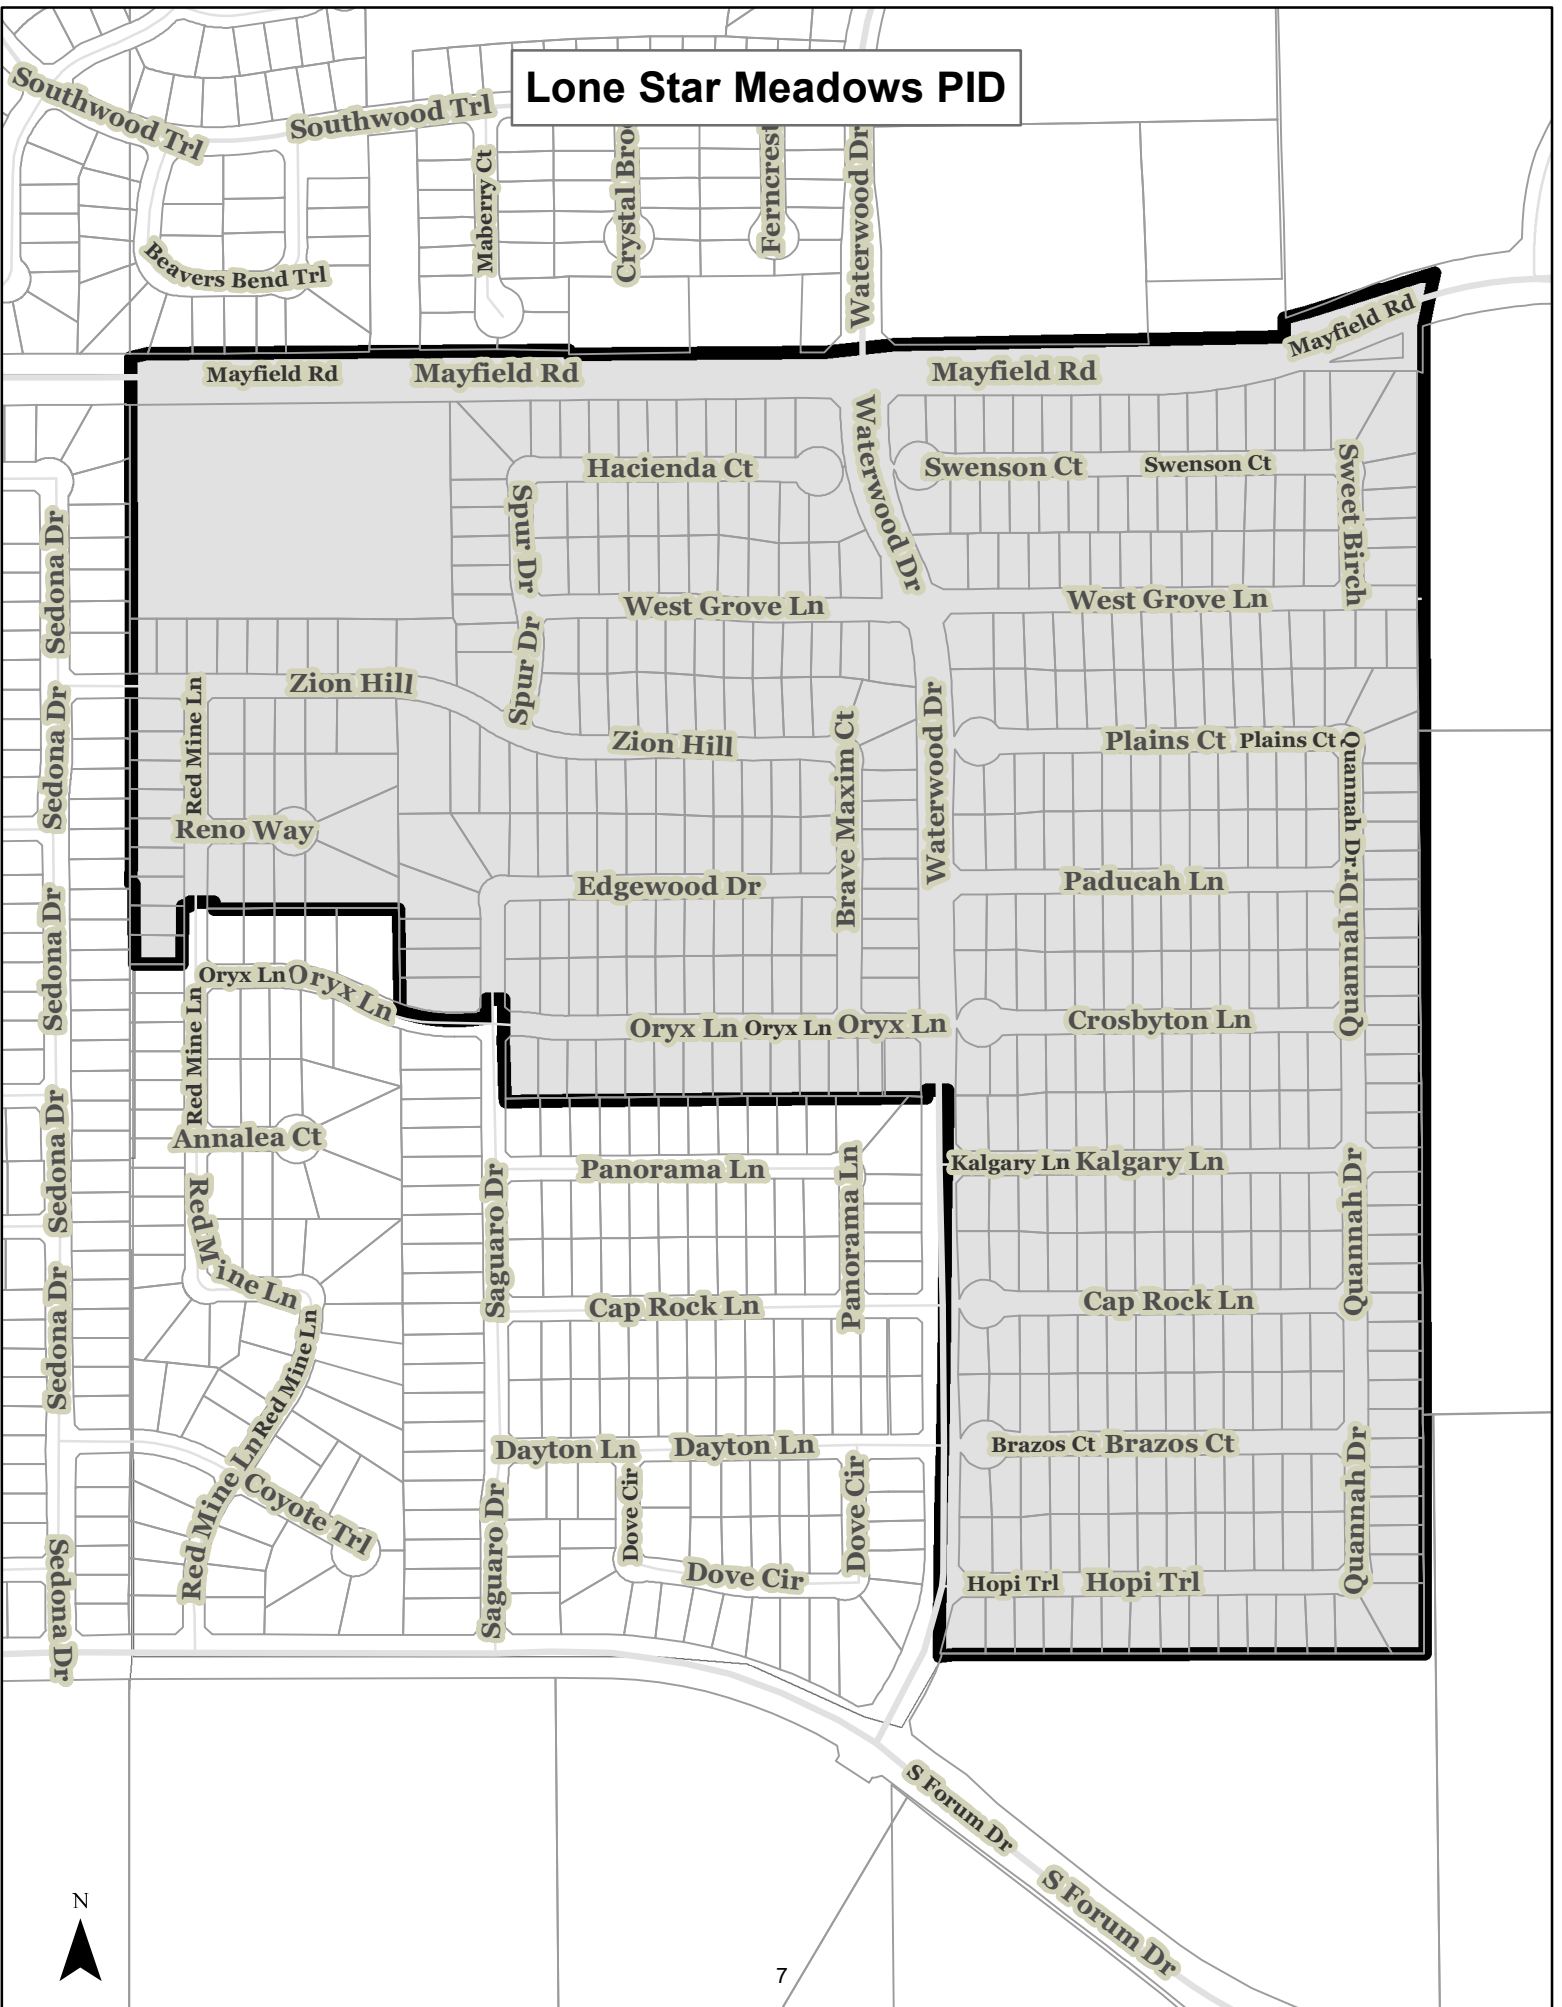 Lone Star Meadows PID
Southwood Trl
Southwood Trl
Maberry Ct
Crystal Broo
Ferncrest
Waterwood Dr
Beavers Bend Trl
Mayfield Rd
Mayfield Rd
Mayfield Rd
Mayfield Rd
Waterwood Dr
Hacienda Ct
Swenson Ct
Swenson Ct
Sweet Birch
Spur Dr
Sedona Dr
West Grove Ln
West Grove Ln
Spur Dr
Zion Hill
Red Mine Ln
Sedona Dr
Zion Hill
Brave Maxim Ct
Waterwood Dr
Plains Ct
Plains Ct
Quannah Dr
Reno Way
Edgewood Dr
Paducah Ln
Quannah Dr
Sedona Dr
Oryx Ln
Oryx Ln
Red Mine Ln
Oryx Ln
Oryx Ln
Oryx Ln
Crosbyton Ln
Sedona Dr
Annalea Ct
Panorama Ln
Panorama Ln
Kalgary Ln
Kalgary Ln
Quannah Dr
Saguaro Dr
Red Mine Ln
Sedona Dr
Cap Rock Ln
Cap Rock Ln
Red Mine Ln
Dayton Ln
Dayton Ln
Brazos Ct
Brazos Ct
Quannah Dr
Red Mine Ln
Coyote Trl
Saguaro Dr
Dove Cir
Dove Cir
Dove Cir
Hopi Trl
Hopi Trl
Sedona Dr
S Forum Dr
S Forum Dr
N
7